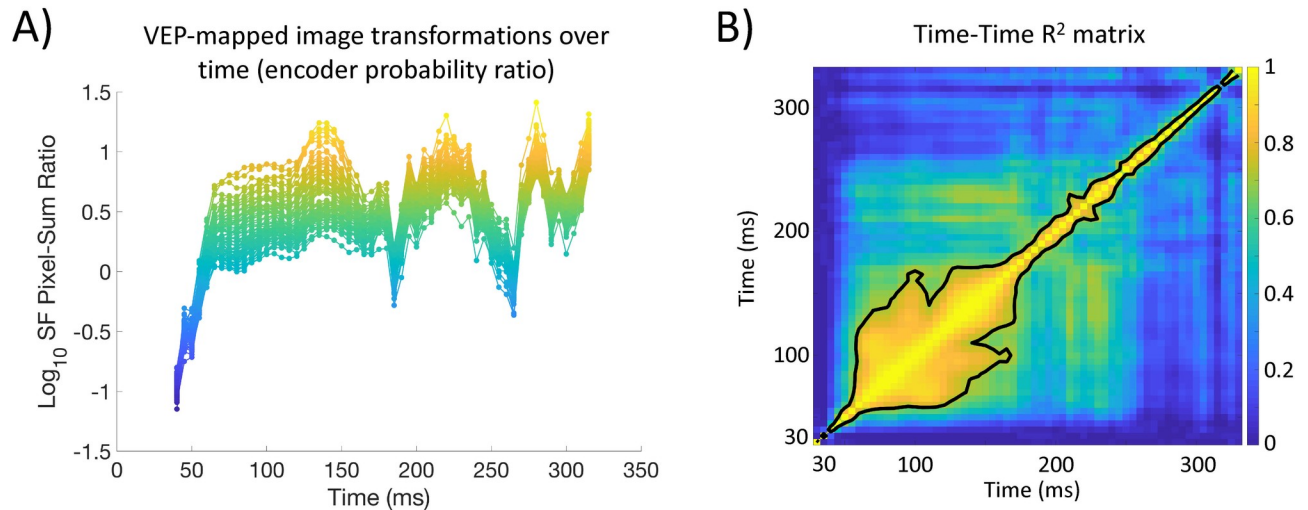 A)
VEP-mapped image transformations over
time (encoder probability ratio)
1.5
1
0.5
0
-0.5
-1
-1.5
Log10 SF Pixel-Sum Ratio
0 50 100 150 200 250 300 350
Time (ms)
B)
Time-Time R² matrix
300
200
100
30
Time (ms)
30 100 200 300
Time (ms)
1
0.8
0.6
0.4
0.2
0